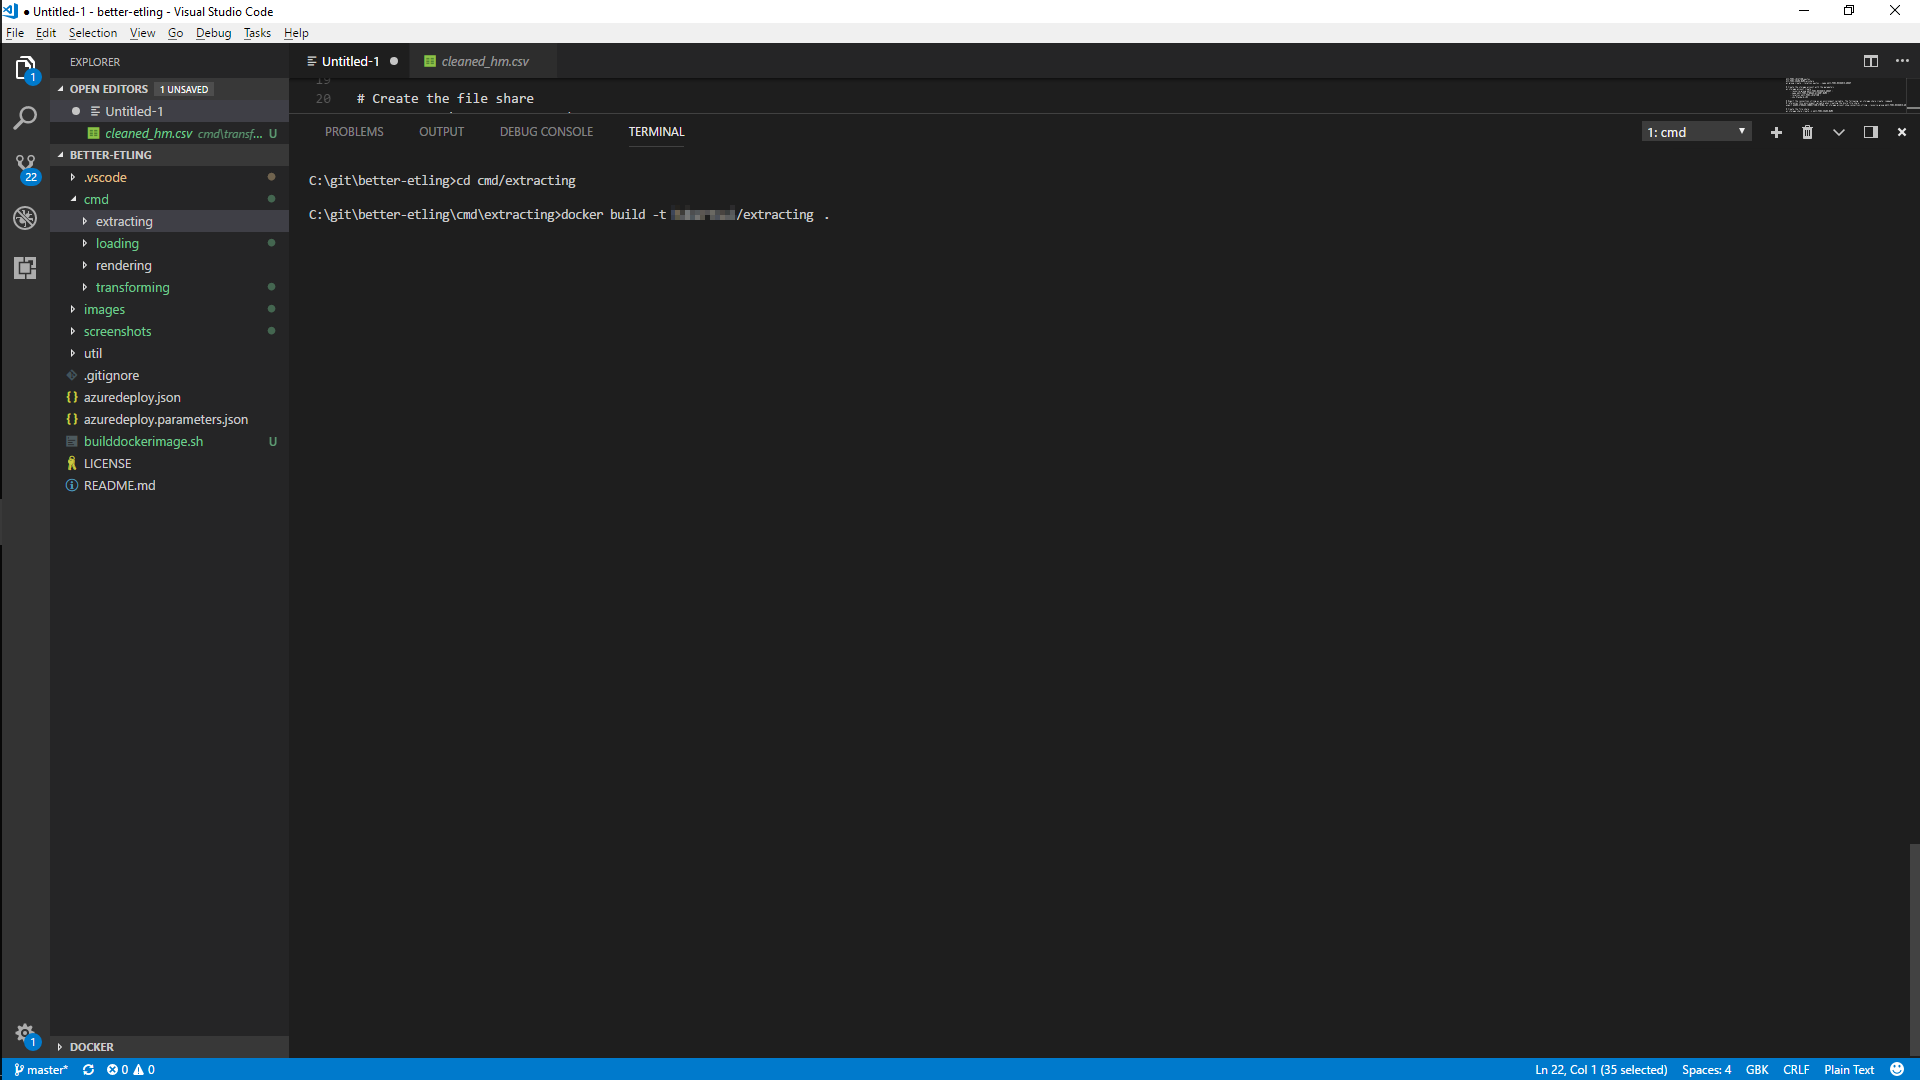 ● Untitled-1 - better-etling - Visual Studio Code
File Edit Selection View Go Debug Tasks Help
EXPLORER
OPEN EDITORS 1 UNSAVED
Untitled-1
cleaned_hm.csv cmd\transf... U
BETTER-ETLING
.vscode
cmd
extracting
loading
rendering
transforming
images
screenshots
util
.gitignore
azuredeploy.json
azuredeploy.parameters.json
builddockerimage.sh U
LICENSE
README.md
DOCKER
1
22
1
Untitled-1 cleaned_hm.csv
19
20 # Create the file share
PROBLEMS OUTPUT DEBUG CONSOLE TERMINAL 1: cmd
C:\git\better-etling>cd cmd/extracting
C:\git\better-etling\cmd\extracting>docker build -t /extracting .
master* 0 0 Ln 22, Col 1 (35 selected) Spaces: 4 GBK CRLF Plain Text